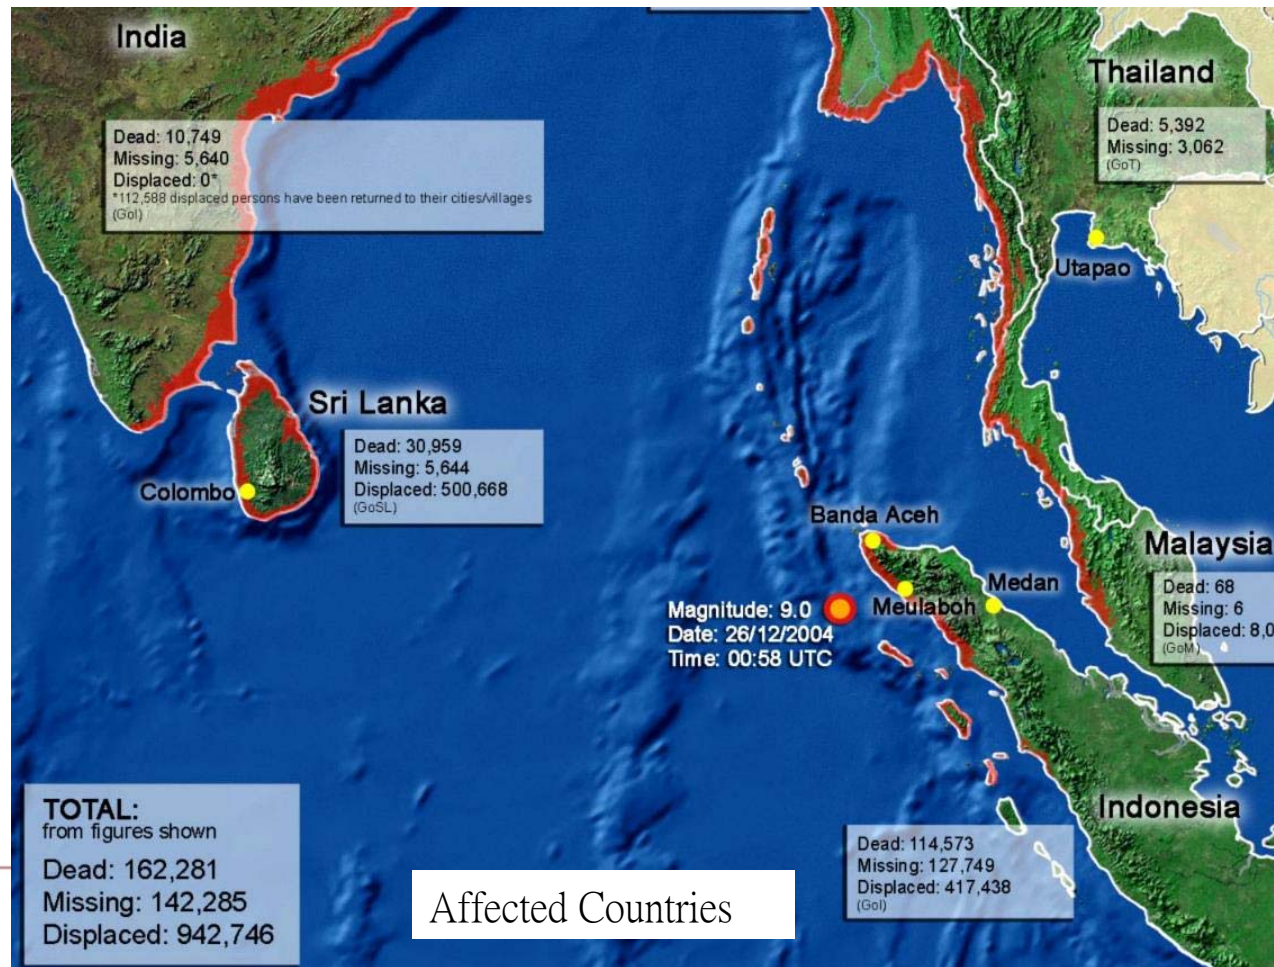 India
Dead: 10,749
Missing: 5,640
Displaced: 0*
*112,588 displaced persons have been returned to their cities/villages
(GoI)
Thailand
Dead: 5,392
Missing: 3,062
(GoT)
Utapao
Sri Lanka
Dead: 30,959
Missing: 5,644
Displaced: 500,668
(GoSL)
Colombo
Banda Aceh
Meulaboh
Medan
Malaysia
Dead: 68
Missing: 6
Displaced: 8,0
(GoM)
Magnitude: 9.0
Date: 26/12/2004
Time: 00:58 UTC
Indonesia
Dead: 114,573
Missing: 127,749
Displaced: 417,438
(GoI)
TOTAL:
from figures shown
Dead: 162,281
Missing: 142,285
Displaced: 942,746
Affected Countries